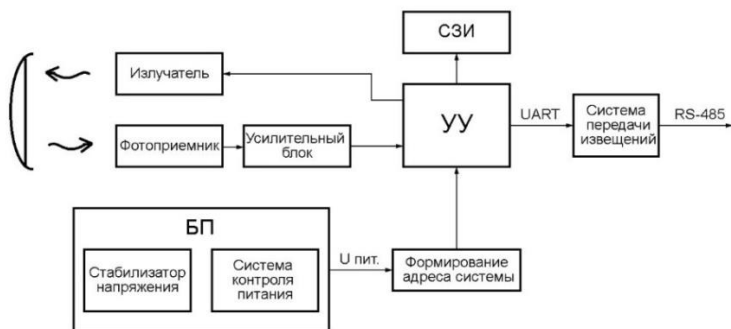 СЗИ
Излучатель
УУ
UART
Система
передачи
извещений
RS-485
Фотоприемник
Усилительный
блок
БП
Стабилизатор
напряжения
Система
контроля
питания
U пит.
Формирование
адреса системы